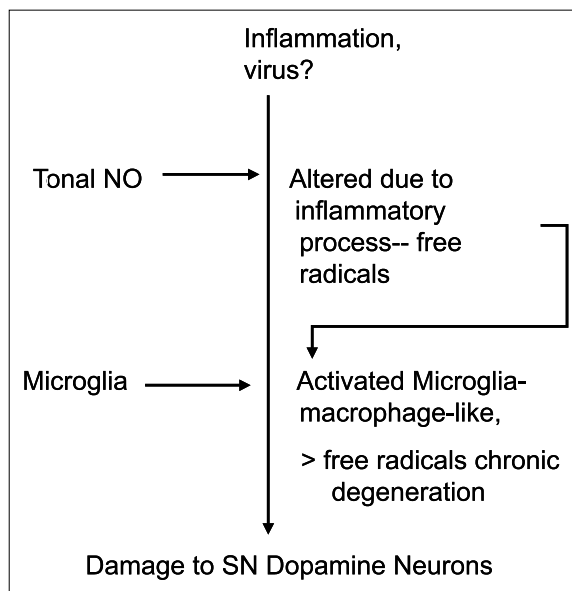 Inflammation,
virus?
Tonal NO
Altered due to
inflammatory
process-- free
radicals
Microglia
Activated Microglia-
macrophage-like,
> free radicals chronic
degeneration
Damage to SN Dopamine Neurons